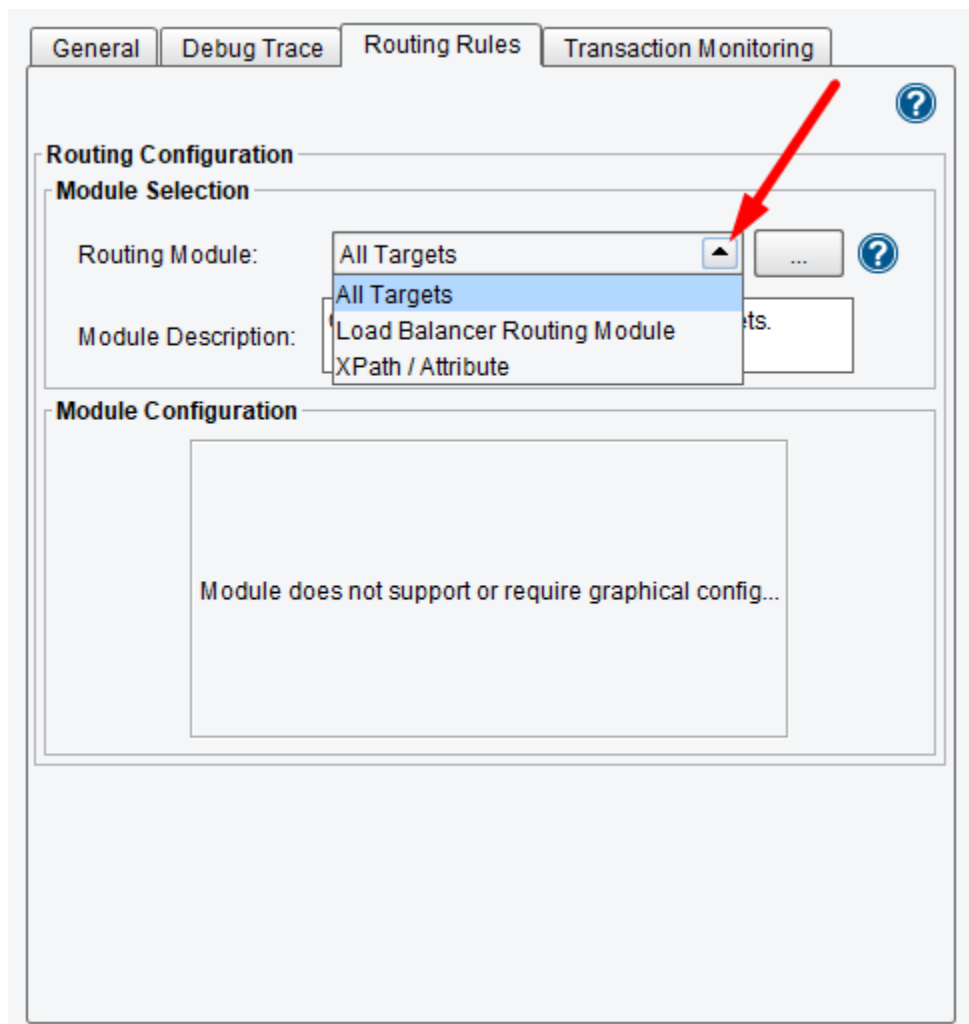 General Debug Trace Routing Rules Transaction Monitoring
?
Routing Configuration
Module Selection
Routing Module: All Targets ... ?
All Targets
Module Description:
Load Balancer Routing Module
XPath / Attribute
Module Configuration
Module does not support or require graphical config...